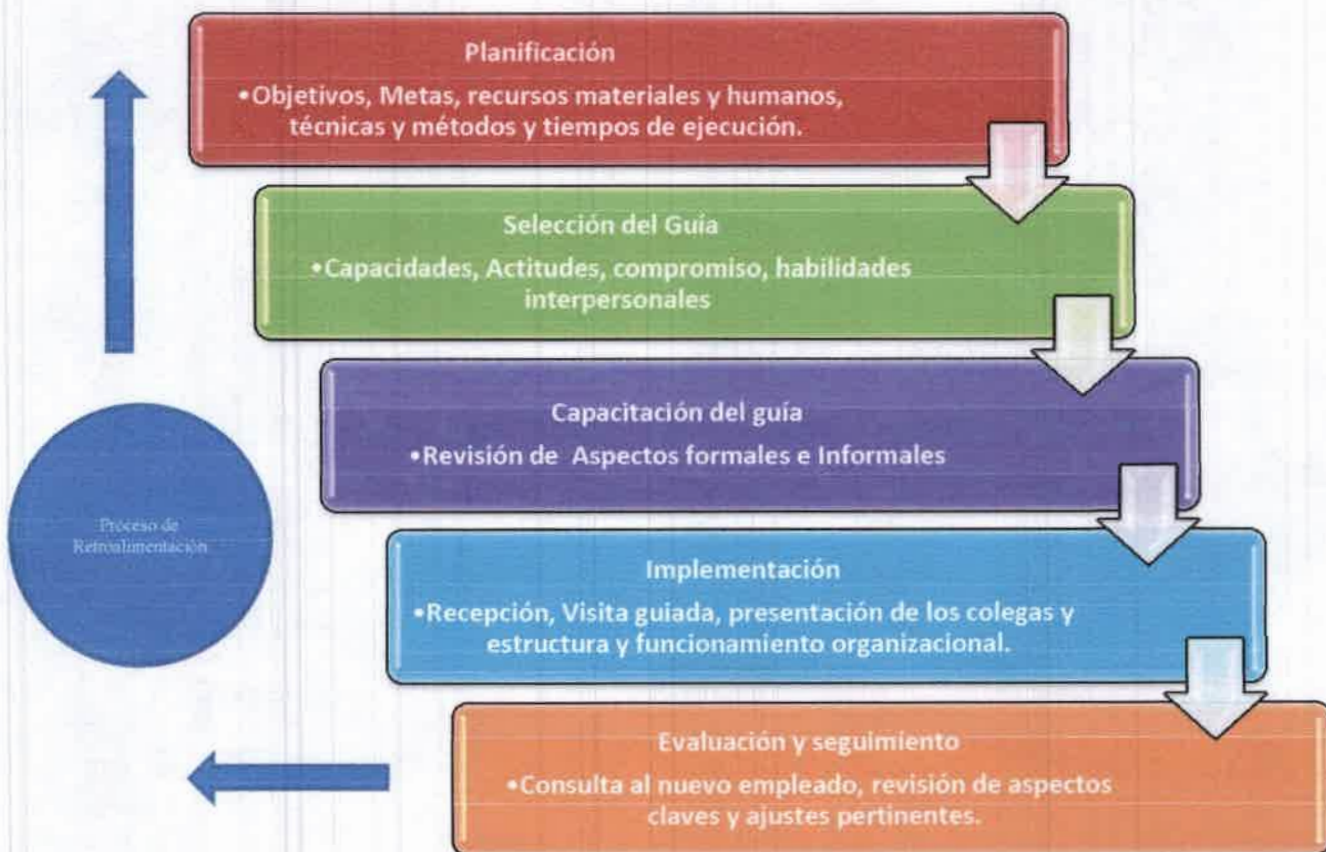 Planificación
•Objetivos, Metas, recursos materiales y humanos,
técnicas y métodos y tiempos de ejecución.
Selección del Guía
•Capacidades, Actitudes, compromiso, habilidades
interpersonales
Capacitación del guía
•Revisión de Aspectos formales e Informales
Proceso de
Retroalimentación
Implementación
•Recepción, Visita guiada, presentación de los colegas y
estructura y funcionamiento organizacional.
Evaluación y seguimiento
•Consulta al nuevo empleado, revisión de aspectos
claves y ajustes pertinentes.